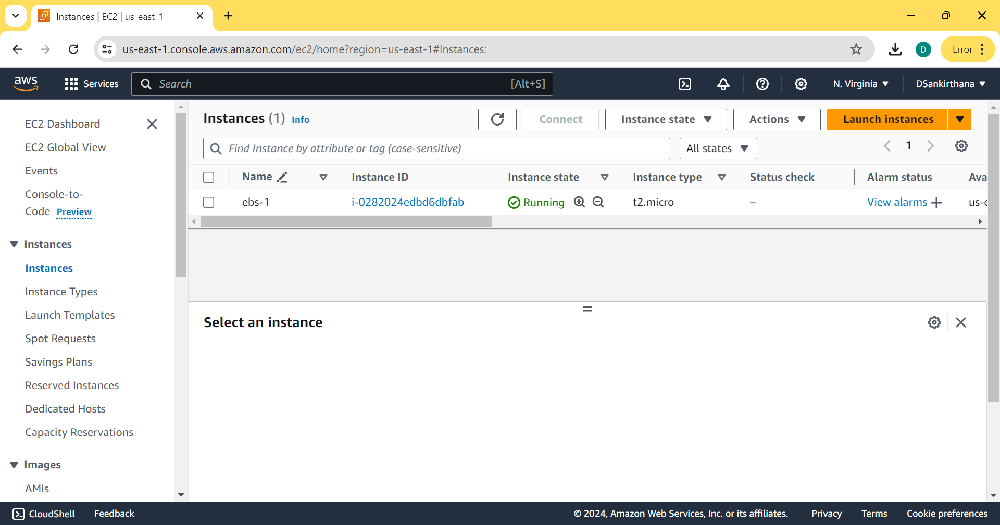 Instances | EC2 | us-east-1
us-east-1.console.aws.amazon.com/ec2/home?region=us-east-1#Instances:
D
Error
aws
Services
Search
[Alt+S]
N. Virginia
DSankirthana
EC2 Dashboard
EC2 Global View
Events
Console-to-
Code Preview
Instances
Instances
Instance Types
Launch Templates
Spot Requests
Savings Plans
Reserved Instances
Dedicated Hosts
Capacity Reservations
Images
AMIs
Instances (1) Info
Connect
Instance state
Actions
Launch instances
Find Instance by attribute or tag (case-sensitive)
All states
1
Name Instance ID Instance state Instance type Status check Alarm status Ava
ebs-1 i-0282024edbd6dbfab Running t2.micro – View alarms us-e
Select an instance
CloudShell Feedback © 2024, Amazon Web Services, Inc. or its affiliates. Privacy Terms Cookie preferences